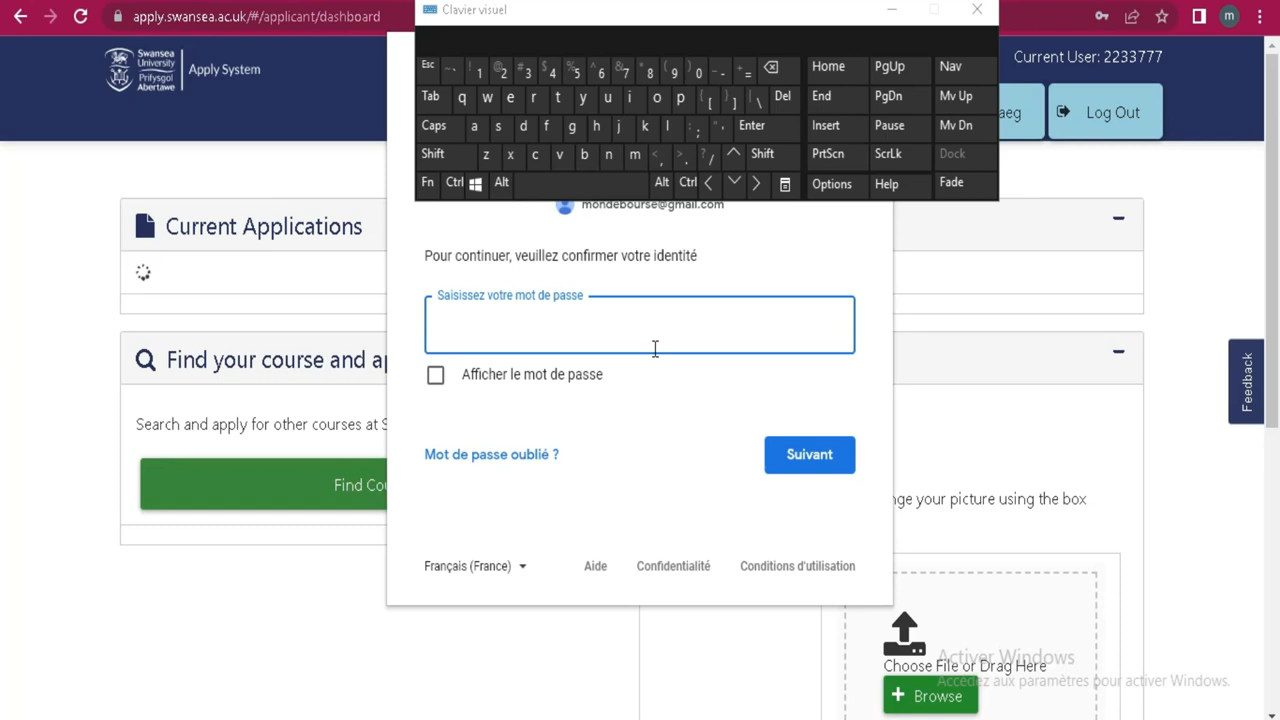 apply.swansea.ac.uk/#/applicant/dashboard
m
Clavier visuel
Esc ~` !1 @2 #3 $4 %5 ^6 &7 *8 (9 )0 _- += Home PgUp Nav
Tab q w e r t y u i o p {[ }] |\ Del End PgDn Mv Up
Caps a s d f g h j k l :; "' Enter Insert Pause Mv Dn
Shift z x c v b n m <, >. ?/ Shift PrtScn ScrLk Dock
Fn Ctrl Alt Alt Ctrl Options Help Fade
Swansea
University
Prifysgol
Abertawe
Apply System
Current User: 2233777
aeg
Log Out
mondebourse@gmail.com
Current Applications
Pour continuer, veuillez confirmer votre identité
Saisissez votre mot de passe
Afficher le mot de passe
Find your course and ap
Search and apply for other courses at S
Mot de passe oublié ?
Suivant
Find Cou
nge your picture using the box
Feedback
Français (France)
Aide
Confidentialité
Conditions d'utilisation
Choose File or Drag Here
Browse
Activer Windows
Accédez aux paramètres pour activer Windows.